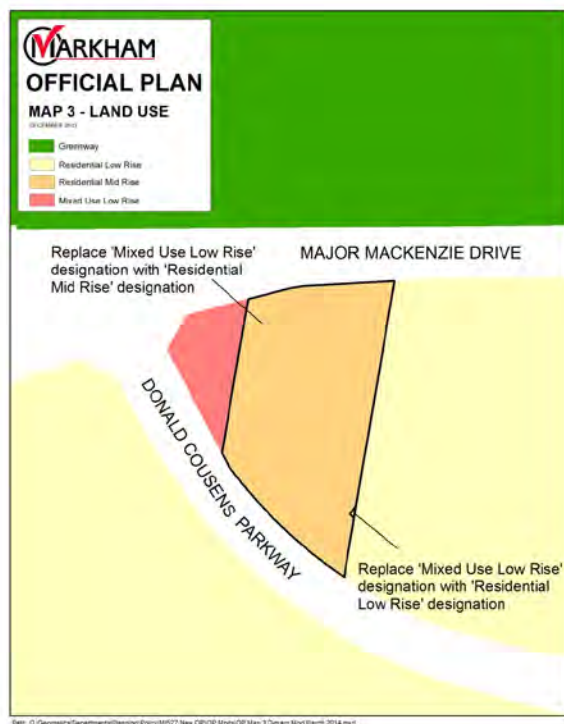 MARKHAM
OFFICIAL PLAN
MAP 3 - LAND USE
DECEMBER 2013
Greenway
Residential Low Rise
Residential Mid Rise
Mixed Use Low Rise
Replace 'Mixed Use Low Rise'
designation with 'Residential
Mid Rise' designation
MAJOR MACKENZIE DRIVE
DONALD COUSENS PARKWAY
Replace 'Mixed Use Low Rise'
designation with 'Residential
Low Rise' designation